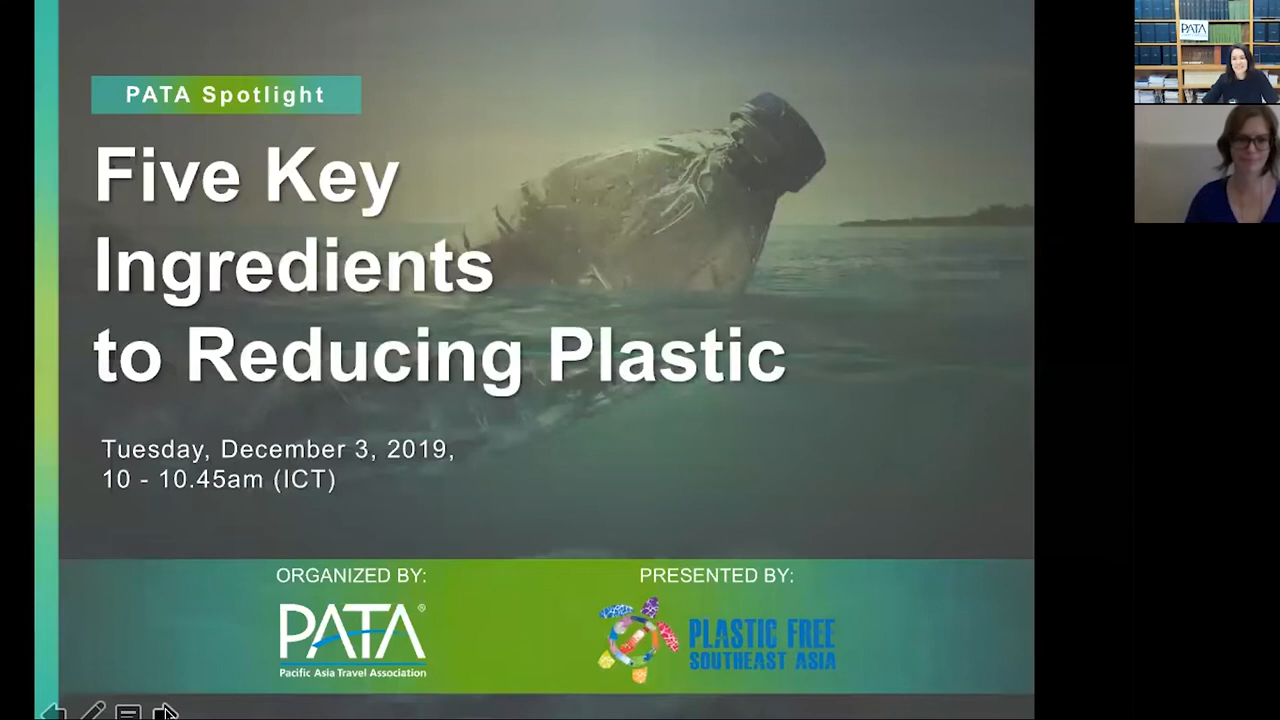 PATA Spotlight
Five Key
Ingredients
to Reducing Plastic
Tuesday, December 3, 2019,
10 - 10.45am (ICT)
ORGANIZED BY:
PATA®
Pacific Asia Travel Association
PRESENTED BY:
PLASTIC FREE
SOUTHEAST ASIA
PATA